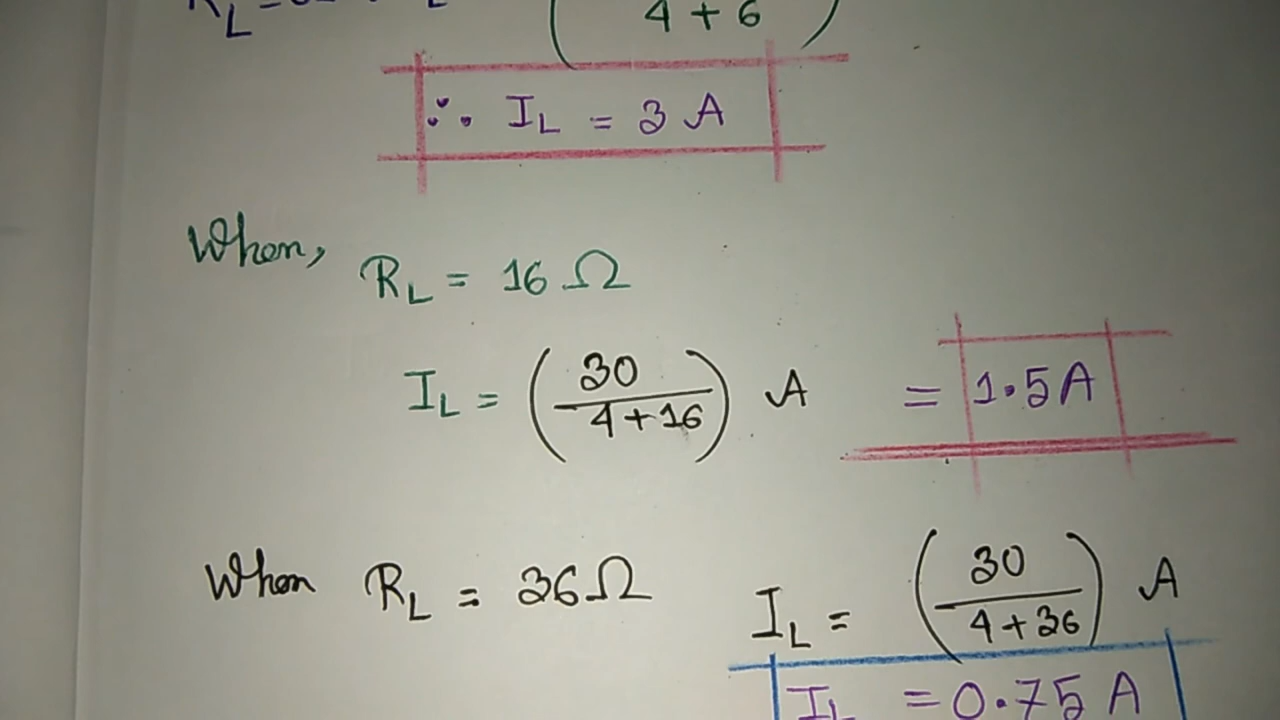 4 + 6
∴ I_L = 3 A
When, R_L = 16 Ω
I_L = (30 / 4 + 16) A = 1.5 A
When R_L = 36 Ω I_L = (30 / 4 + 36) A
I_L = 0.75 A